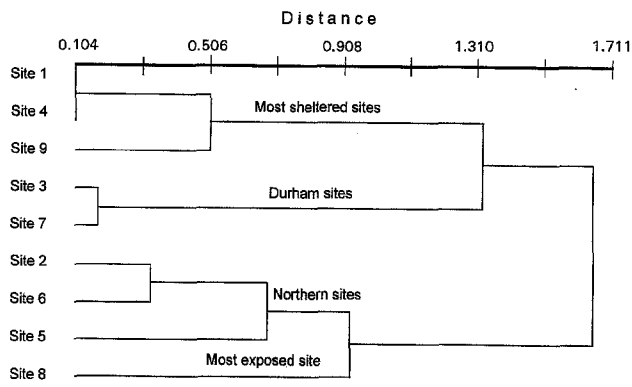 Distance
0.104 0.506 0.908 1.310 1.711
Site 1
Site 4
Most sheltered sites
Site 9
Site 3
Durham sites
Site 7
Site 2
Site 6
Northern sites
Site 5
Most exposed site
Site 8